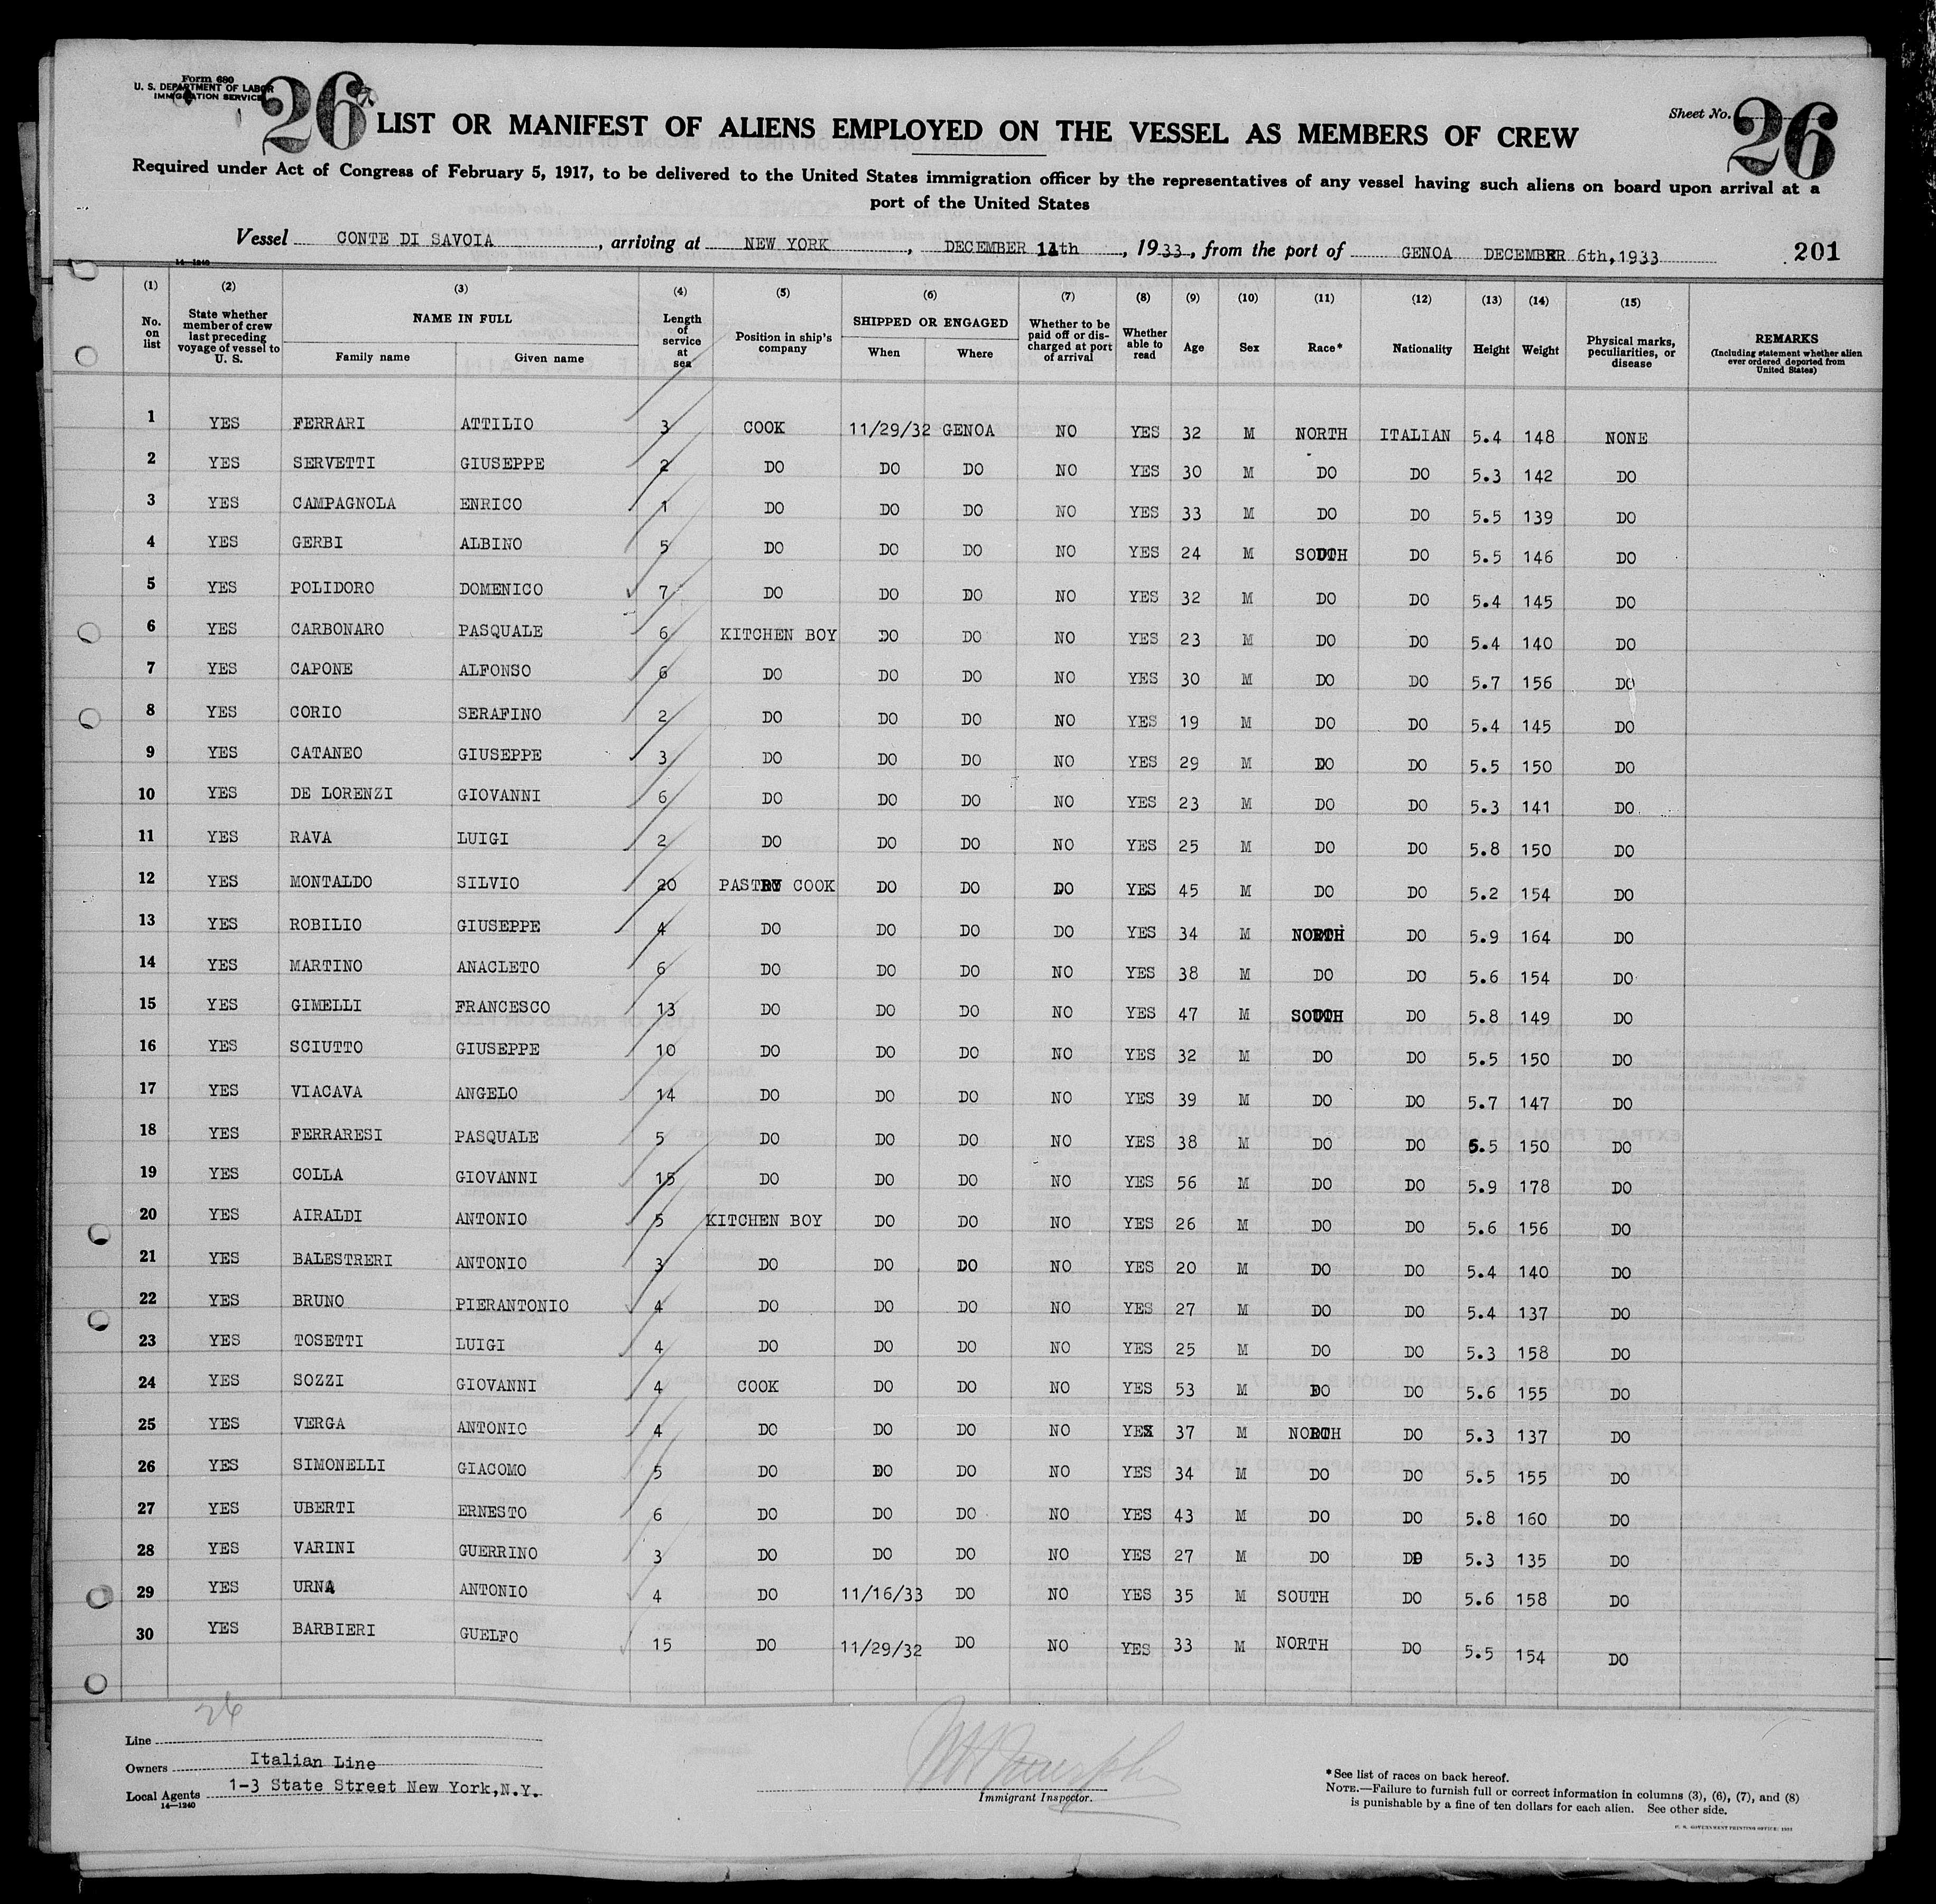 Form 680
U. S. DEPARTMENT OF LABOR
IMMIGRATION SERVICE
26
Sheet No. 26
LIST OR MANIFEST OF ALIENS EMPLOYED ON THE VESSEL AS MEMBERS OF CREW
Required under Act of Congress of February 5, 1917, to be delivered to the United States immigration officer by the representatives of any vessel having such aliens on board upon arrival at a
port of the United States
Vessel CONTE DI SAVOIA, arriving at NEW YORK, DECEMBER 11th, 1933, from the port of GENOA DECEMBER 6th,1933 201
14—1240
(1) (2) (3) (4) (5) (6) (7) (8) (9) (10) (11) (12) (13) (14) (15)
No. on list State whether member of crew last preceding voyage of vessel to U. S. NAME IN FULL Family name Given name Length of service at sea Position in ship's company SHIPPED OR ENGAGED When Where Whether to be paid off or discharged at port of arrival Whether able to read Age Sex Race* Nationality Height Weight Physical marks, peculiarities, or disease REMARKS (Including statement whether alien ever ordered deported from United States)
1 YES FERRARI ATTILIO 3 COOK 11/29/32 GENOA NO YES 32 M NORTH ITALIAN 5.4 148 NONE
2 YES SERVETTI GIUSEPPE 2 DO DO DO NO YES 30 M DO DO 5.3 142 DO
3 YES CAMPAGNOLA ENRICO 1 DO DO DO NO YES 33 M DO DO 5.5 139 DO
4 YES GERBI ALBINO 5 DO DO DO NO YES 24 M SOUTH DO 5.5 146 DO
5 YES POLIDORO DOMENICO 7 DO DO DO NO YES 32 M DO DO 5.4 145 DO
6 YES CARBONARO PASQUALE 6 KITCHEN BOY DO DO NO YES 23 M DO DO 5.4 140 DO
7 YES CAPONE ALFONSO 6 DO DO DO NO YES 30 M DO DO 5.7 156 DO
8 YES CORIO SERAFINO 2 DO DO DO NO YES 19 M DO DO 5.4 145 DO
9 YES CATANEO GIUSEPPE 3 DO DO DO NO YES 29 M DO DO 5.5 150 DO
10 YES DE LORENZI GIOVANNI 6 DO DO DO NO YES 23 M DO DO 5.3 141 DO
11 YES RAVA LUIGI 2 DO DO DO NO YES 25 M DO DO 5.8 150 DO
12 YES MONTALDO SILVIO 20 PASTRY COOK DO DO DO YES 45 M DO DO 5.2 154 DO
13 YES ROBILIO GIUSEPPE 4 DO DO DO DO YES 34 M NORTH DO 5.9 164 DO
14 YES MARTINO ANACLETO 6 DO DO DO NO YES 38 M DO DO 5.6 154 DO
15 YES GIMELLI FRANCESCO 13 DO DO DO NO YES 47 M SOUTH DO 5.8 149 DO
16 YES SCIUTTO GIUSEPPE 10 DO DO DO NO YES 32 M DO DO 5.5 150 DO
17 YES VIACAVA ANGELO 14 DO DO DO NO YES 39 M DO DO 5.7 147 DO
18 YES FERRARESI PASQUALE 5 DO DO DO NO YES 38 M DO DO 5.5 150 DO
19 YES COLLA GIOVANNI 15 DO DO DO NO YES 56 M DO DO 5.9 178 DO
20 YES AIRALDI ANTONIO 5 KITCHEN BOY DO DO NO YES 26 M DO DO 5.6 156 DO
21 YES BALESTRERI ANTONIO 3 DO DO DO NO YES 20 M DO DO 5.4 140 DO
22 YES BRUNO PIERANTONIO 4 DO DO DO NO YES 27 M DO DO 5.4 137 DO
23 YES TOSETTI LUIGI 4 DO DO DO NO YES 25 M DO DO 5.3 158 DO
24 YES SOZZI GIOVANNI 4 COOK DO DO NO YES 53 M DO DO 5.6 155 DO
25 YES VERGA ANTONIO 4 DO DO DO NO YES 37 M NORTH DO 5.3 137 DO
26 YES SIMONELLI GIACOMO 5 DO DO DO NO YES 34 M DO DO 5.5 155 DO
27 YES UBERTI ERNESTO 6 DO DO DO NO YES 43 M DO DO 5.8 160 DO
28 YES VARINI GUERRINO 3 DO DO DO NO YES 27 M DO DO 5.3 135 DO
29 YES URNA ANTONIO 4 DO 11/16/33 DO NO YES 35 M SOUTH DO 5.6 158 DO
30 YES BARBIERI GUELFO 15 DO 11/29/32 DO NO YES 33 M NORTH DO 5.5 154 DO
26
Line
Owners Italian Line
Local Agents 1-3 State Street New York,N.Y.
14—1240
Immigrant Inspector.
*See list of races on back hereof.
NOTE.—Failure to furnish full or correct information in columns (3), (6), (7), and (8)
is punishable by a fine of ten dollars for each alien. See other side.
U. S. GOVERNMENT PRINTING OFFICE: 1932